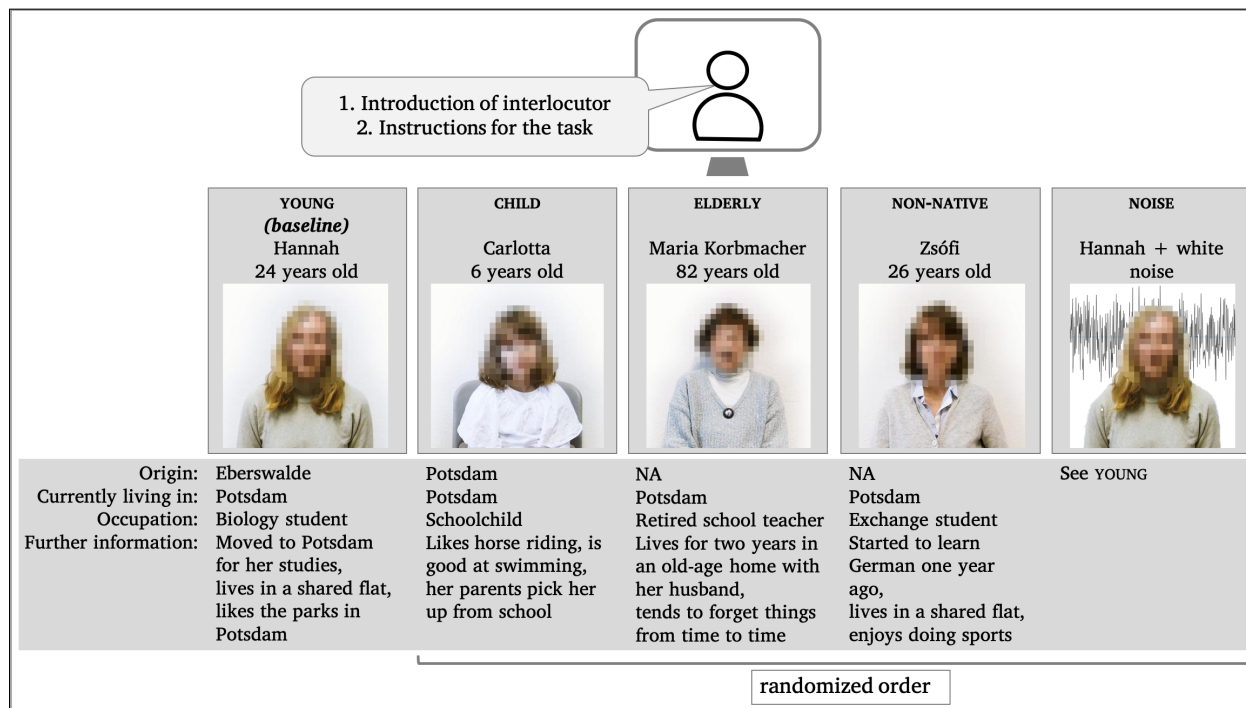 1. Introduction of interlocutor
2. Instructions for the task
YOUNG
(baseline)
Hannah
24 years old
CHILD
Carlotta
6 years old
ELDERLY
Maria Korbmacher
82 years old
NON-NATIVE
Zsófi
26 years old
NOISE
Hannah + white
noise
Origin:
Currently living in:
Occupation:
Further information:
Eberswalde
Potsdam
Biology student
Moved to Potsdam
for her studies,
lives in a shared flat,
likes the parks in
Potsdam
Potsdam
Potsdam
Schoolchild
Likes horse riding, is
good at swimming,
her parents pick her
up from school
NA
Potsdam
Retired school teacher
Lives for two years in
an old-age home with
her husband,
tends to forget things
from time to time
NA
Potsdam
Exchange student
Started to learn
German one year
ago,
lives in a shared flat,
enjoys doing sports
See YOUNG
randomized order